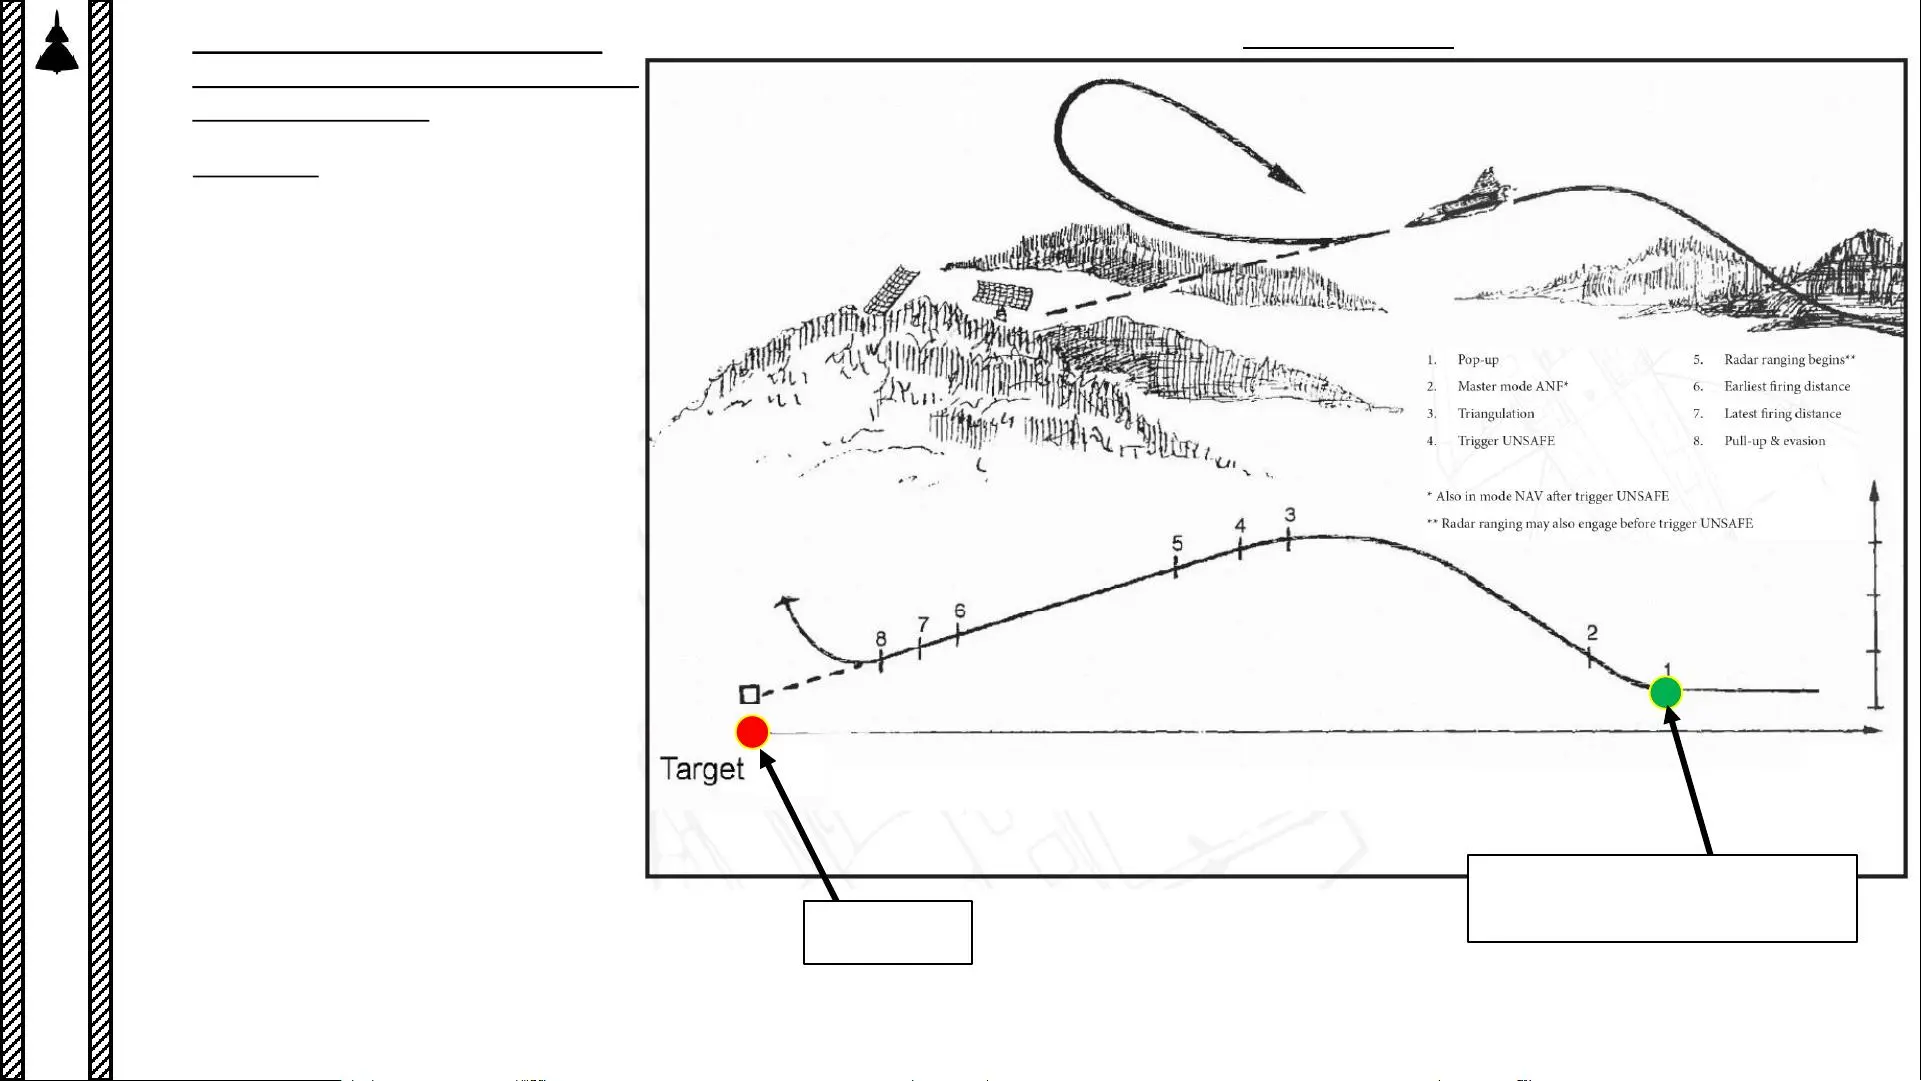 1. Pop-up
2. Master mode ANF*
3. Triangulation
4. Trigger UNSAFE
5. Radar ranging begins**
6. Earliest firing distance
7. Latest firing distance
8. Pull-up & evasion
* Also in mode NAV after trigger UNSAFE
** Radar ranging may also engage before trigger UNSAFE
3
4
5
6
7
8
2
1
Target